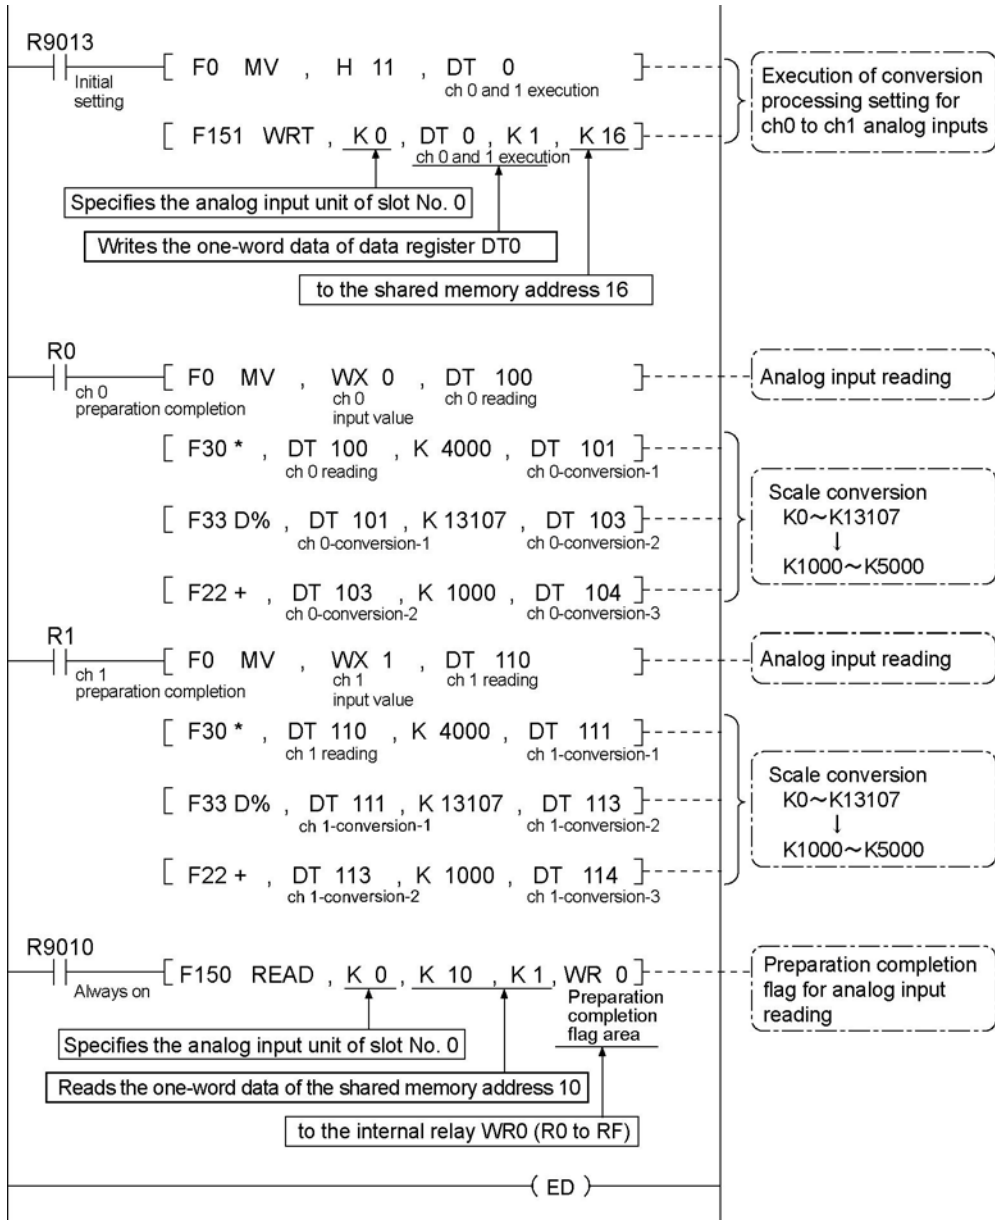 R9013
Initial
setting
[ F0 MV , H 11 , DT 0 ]
ch 0 and 1 execution
[ F151 WRT , K 0 , DT 0 , K 1 , K 16 ]
ch 0 and 1 execution
Execution of conversion
processing setting for
ch0 to ch1 analog inputs
Specifies the analog input unit of slot No. 0
Writes the one-word data of data register DT0
to the shared memory address 16
R0
ch 0
preparation completion
[ F0 MV , WX 0 , DT 100 ]
ch 0
input value
ch 0 reading
Analog input reading
[ F30 * , DT 100 , K 4000 , DT 101 ]
ch 0 reading
ch 0-conversion-1
[ F33 D% , DT 101 , K 13107 , DT 103 ]
ch 0-conversion-1
ch 0-conversion-2
[ F22 + , DT 103 , K 1000 , DT 104 ]
ch 0-conversion-2
ch 0-conversion-3
Scale conversion
K0～K13107
↓
K1000～K5000
R1
ch 1
preparation completion
[ F0 MV , WX 1 , DT 110 ]
ch 1
input value
ch 1 reading
Analog input reading
[ F30 * , DT 110 , K 4000 , DT 111 ]
ch 1 reading
ch 1-conversion-1
[ F33 D% , DT 111 , K 13107 , DT 113 ]
ch 1-conversion-1
ch 1-conversion-2
[ F22 + , DT 113 , K 1000 , DT 114 ]
ch 1-conversion-2
ch 1-conversion-3
Scale conversion
K0～K13107
↓
K1000～K5000
R9010
Always on
[ F150 READ , K 0 , K 10 , K 1 , WR 0 ]
Preparation
completion
flag area
Preparation completion
flag for analog input
reading
Specifies the analog input unit of slot No. 0
Reads the one-word data of the shared memory address 10
to the internal relay WR0 (R0 to RF)
( ED )